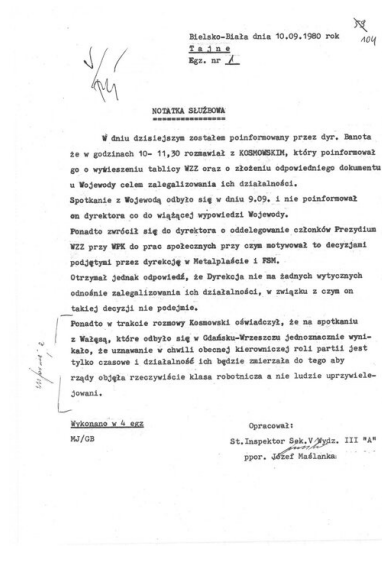 Bielsko-Biała dnia 10.09.1980 rok
T a j n e
Egz. nr 1
104
NOTATKA SŁUŻBOWA
W dniu dzisiejszym zostałem poinformowany przez dyr. Banota
że w godzinach 10- 11,30 rozmawiał z KOSMOWSKIM, który poinformował
go o wywieszeniu tablicy WZZ oraz o złożeniu odpowiedniego dokumentu
u Wojewody celem zalegalizowania ich działalności.
Spotkanie z Wojewodą odbyło się w dniu 9.09. i nie poinformował
on dyrektora co do wiążącej wypowiedzi Wojewody.
Ponadto zwrócił się do dyrektora o oddelegowanie członków Prezydium
WZZ przy WPK do prac społecznych przy czym motywował to decyzjami
podjętymi przez dyrekcję w Metalplaście i FSM.
Otrzymał jednak odpowiedź, że Dyrekcja nie ma żadnych wytycznych
odnośnie zalegalizowania ich działalności, w związku z czym on
takiej decyzji nie podejmie.
Ponadto w trakcie rozmowy Kosmowski oświadczył, że na spotkaniu
z Wałęsą, które odbyło się w Gdańsku-Wrzeszczu jednoznacznie wyni-
kało, że uznawanie w chwili obecnej kierowniczej roli partii jest
tylko czasowe i działalność ich będzie zmierzała do tego aby
rządy objęła rzeczywiście klasa robotnicza a nie ludzie uprzywile-
jowani.
Wykonano w 4 egz
MJ/GB
Opracował:
St.Inspektor Sek.V Wydz. III "A"
ppor. Józef Maślanka